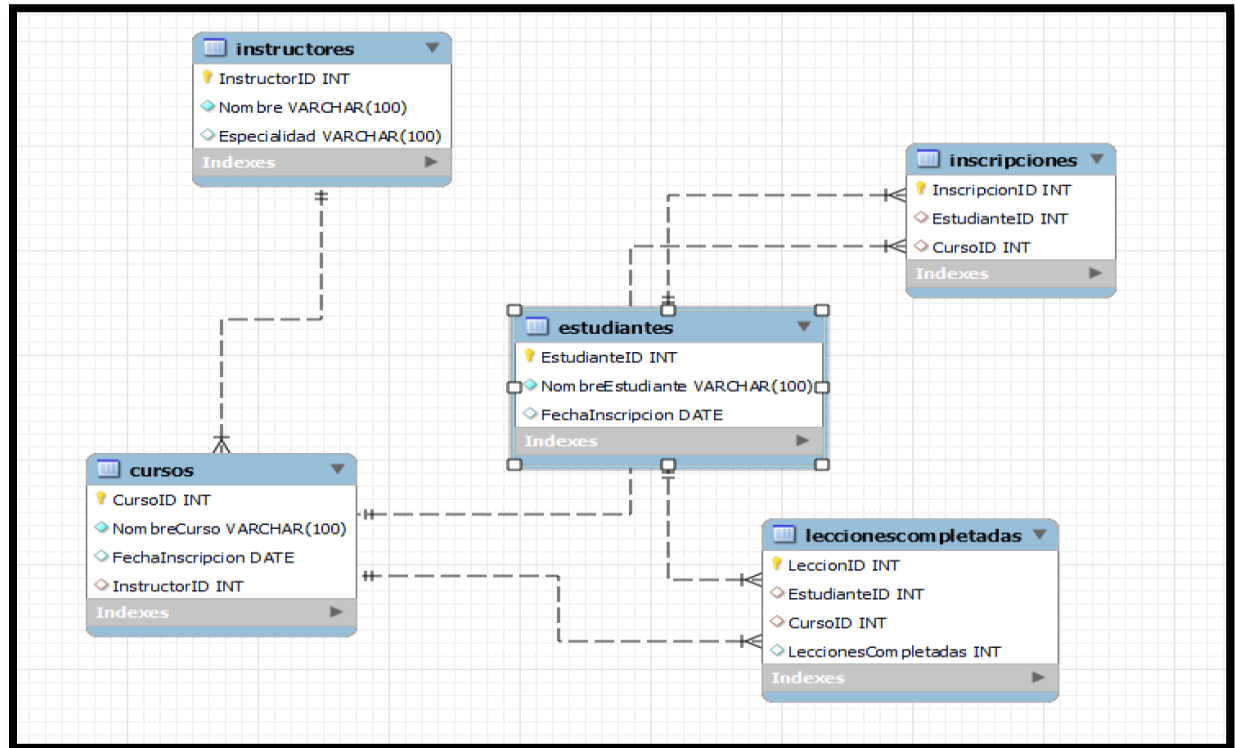 instructores
InstructorID INT
Nombre VARCHAR(100)
Especialidad VARCHAR(100)
Indexes
inscripciones
InscripcionID INT
EstudianteID INT
CursoID INT
Indexes
estudiantes
EstudianteID INT
NombreEstudiante VARCHAR(100)
FechaInscripcion DATE
Indexes
cursos
CursoID INT
NombreCurso VARCHAR(100)
FechaInscripcion DATE
InstructorID INT
Indexes
leccionescompletadas
LeccionID INT
EstudianteID INT
CursoID INT
LeccionesCompletadas INT
Indexes